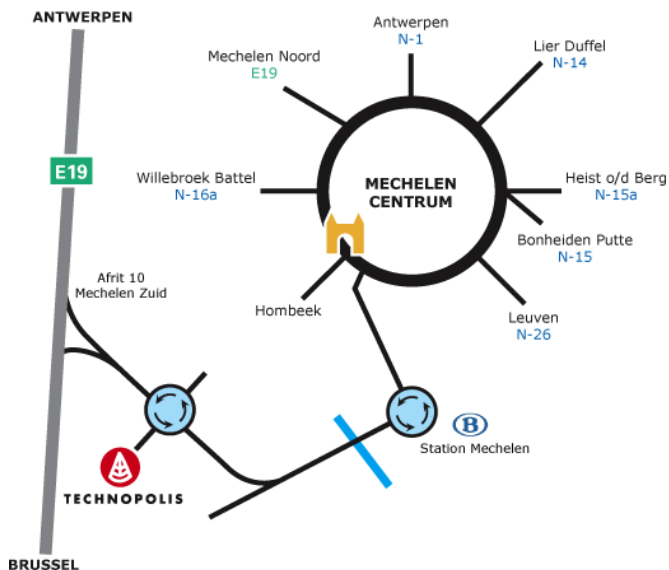 ANTWERPEN
Antwerpen
N-1
Mechelen Noord
E19
Lier Duffel
N-14
E19
Willebroek Battel
N-16a
MECHELEN
CENTRUM
Heist o/d Berg
N-15a
Bonheiden Putte
N-15
Afrit 10
Mechelen Zuid
Hombeek
Leuven
N-26
B
Station Mechelen
TECHNOPOLIS
BRUSSEL